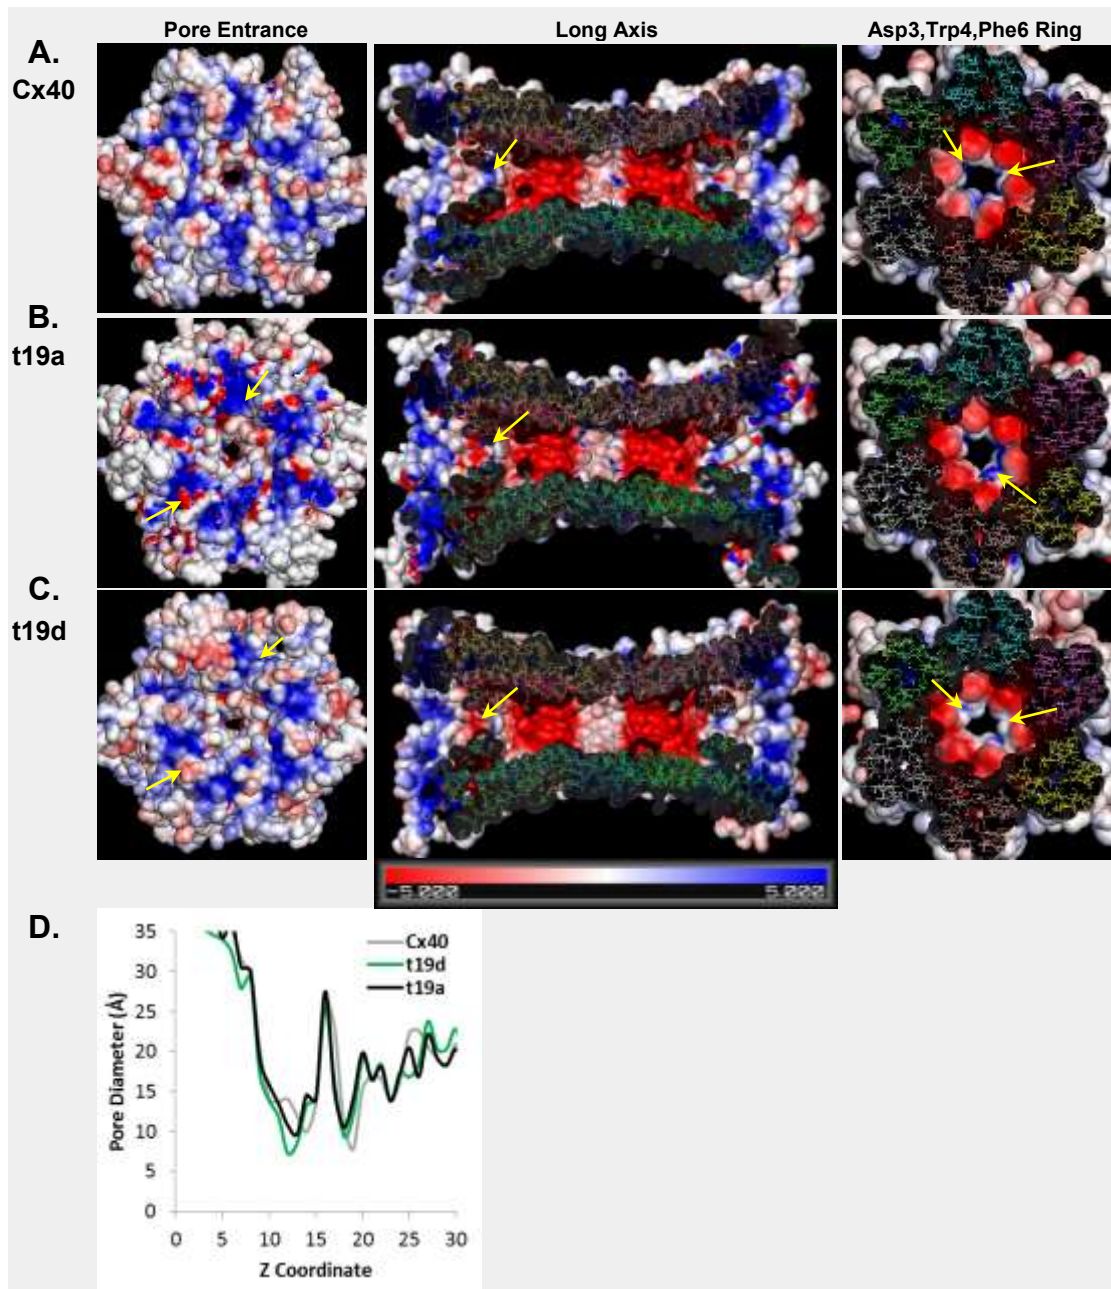 Pore Entrance
Long Axis
Asp3,Trp4,Phe6 Ring
A.
Cx40
B.
t19a
C.
t19d
-5.000
5.000
D.
35
30
25
20
15
10
5
0
Pore Diameter (Å)
Cx40
t19d
t19a
0 5 10 15 20 25 30
Z Coordinate